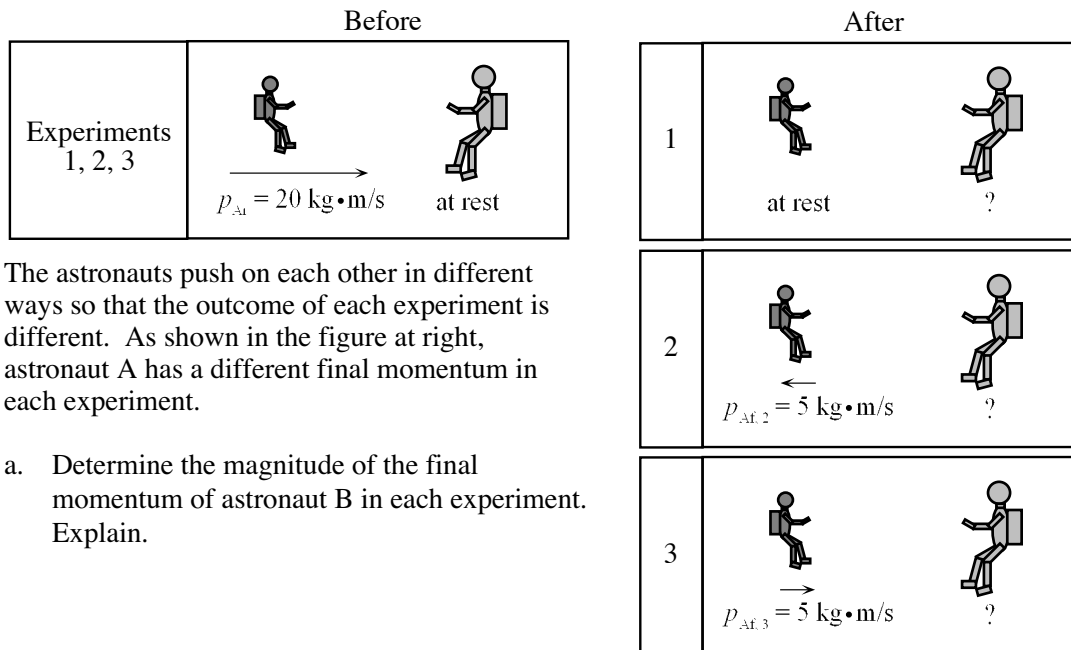 Before
Experiments
1, 2, 3
p_Ai = 20 kg•m/s
at rest
The astronauts push on each other in different
ways so that the outcome of each experiment is
different. As shown in the figure at right,
astronaut A has a different final momentum in
each experiment.
a. Determine the magnitude of the final
momentum of astronaut B in each experiment.
Explain.
After
1
at rest
?
2
p_Af, 2 = 5 kg•m/s
?
3
p_Af, 3 = 5 kg•m/s
?